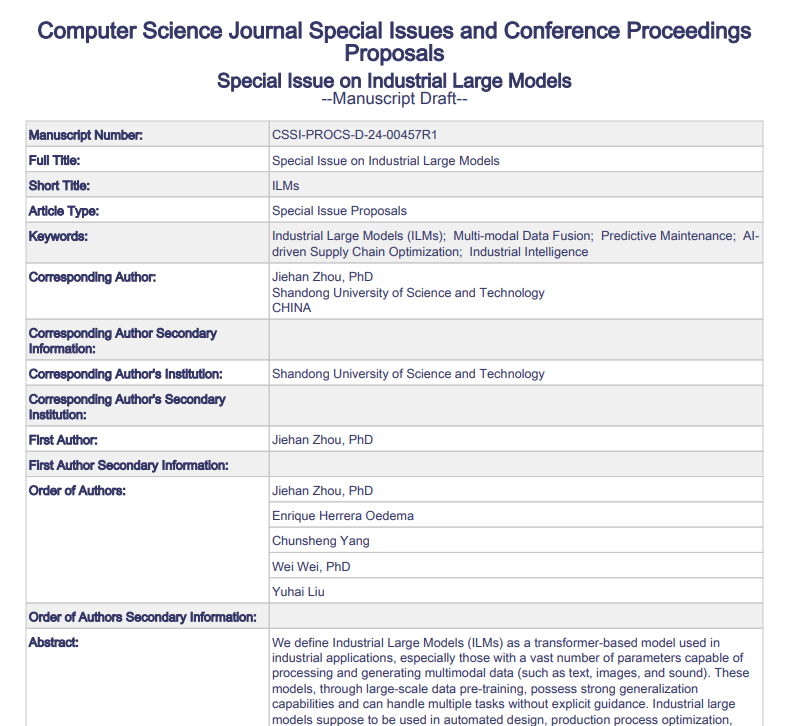 Computer Science Journal Special Issues and Conference Proceedings
Proposals
Special Issue on Industrial Large Models
--Manuscript Draft--
Manuscript Number: CSSI-PROCS-D-24-00457R1
Full Title: Special Issue on Industrial Large Models
Short Title: ILMs
Article Type: Special Issue Proposals
Keywords: Industrial Large Models (ILMs); Multi-modal Data Fusion; Predictive Maintenance; AI-
driven Supply Chain Optimization; Industrial Intelligence
Corresponding Author: Jiehan Zhou, PhD
Shandong University of Science and Technology
CHINA
Corresponding Author Secondary
Information:
Corresponding Author's Institution: Shandong University of Science and Technology
Corresponding Author's Secondary
Institution:
First Author: Jiehan Zhou, PhD
First Author Secondary Information:
Order of Authors: Jiehan Zhou, PhD
Enrique Herrera Oedema
Chunsheng Yang
Wei Wei, PhD
Yuhai Liu
Order of Authors Secondary Information:
Abstract: We define Industrial Large Models (ILMs) as a transformer-based model used in
industrial applications, especially those with a vast number of parameters capable of
processing and generating multimodal data (such as text, images, and sound). These
models, through large-scale data pre-training, possess strong generalization
capabilities and can handle multiple tasks without explicit guidance. Industrial large
models suppose to be used in automated design, production process optimization,